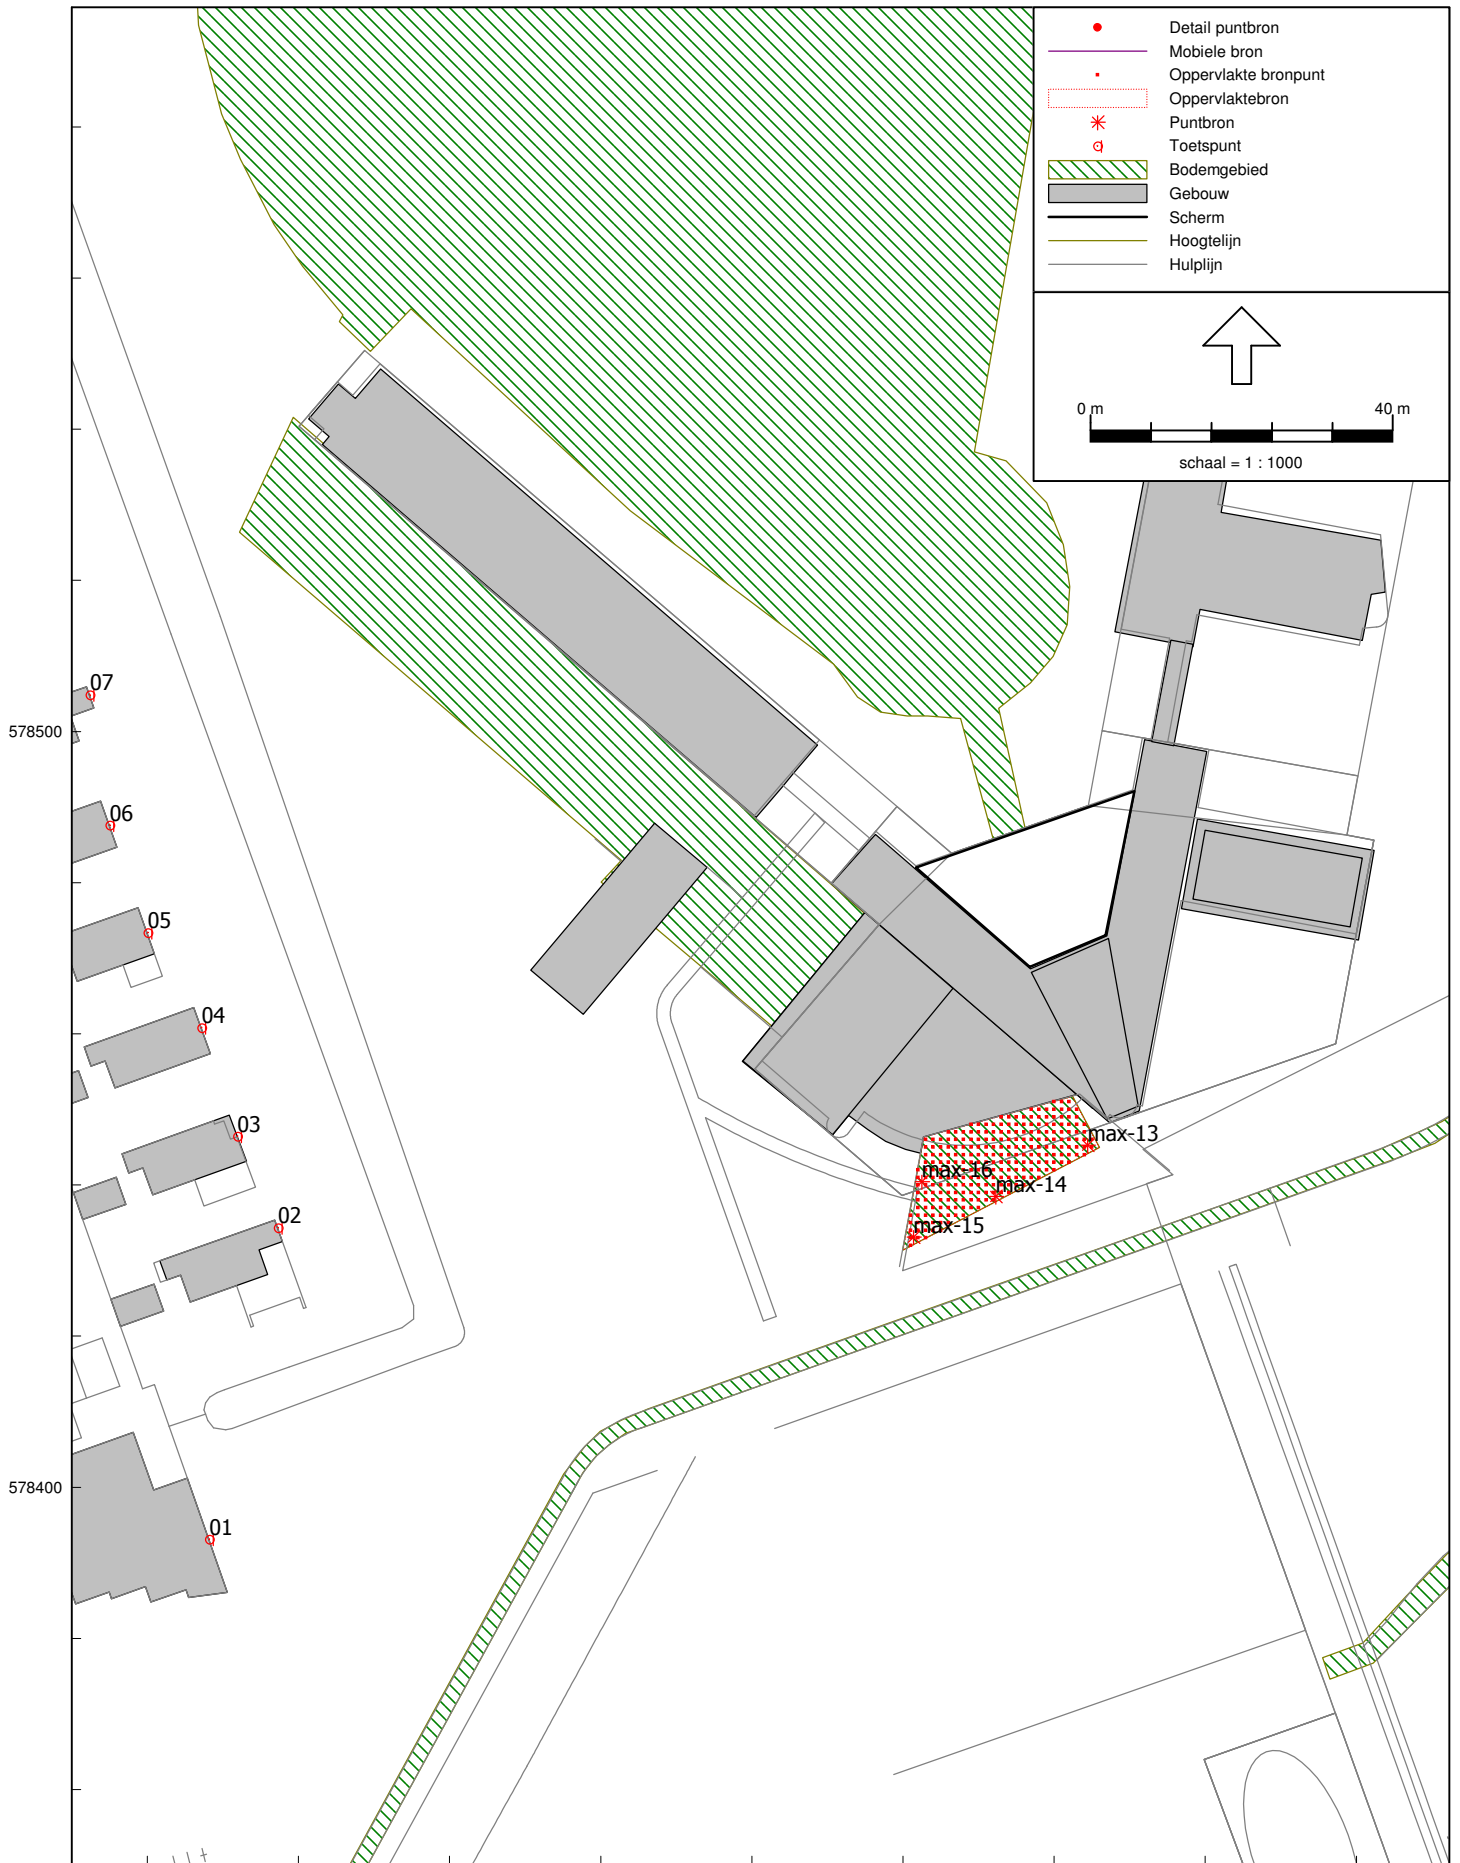 Detail puntbron
Mobiele bron
Oppervlakte bronpunt
Oppervlaktebron
Puntbron
Toetspunt
Bodemgebied
Gebouw
Scherm
Hoogtelijn
Hulplijn
0 m 40 m
schaal = 1 : 1000
07
578500
06
05
04
03
max-13
max-16
max-14
02
max-15
578400
01